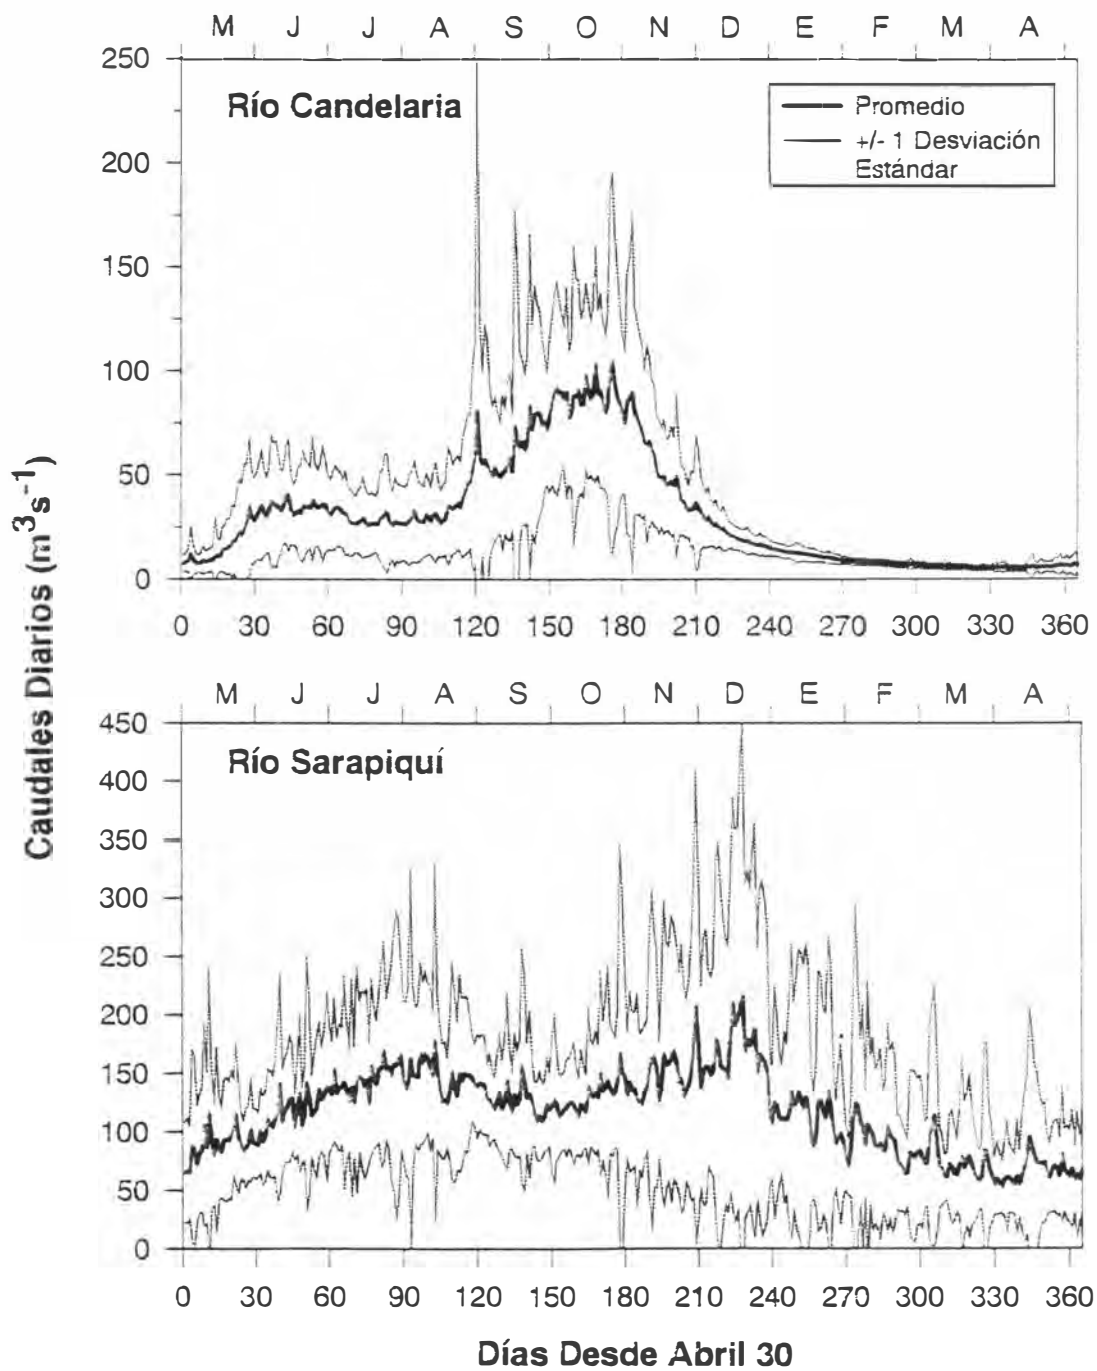 M J J A S O N D E F M A
250
Río Candelaria
Promedio
+/- 1 Desviación
Estándar
200
150
100
50
0
0 30 60 90 120 150 180 210 240 270 300 330 360
Caudales Diarios (m³s⁻¹)
M J J A S O N D E F M A
450
Río Sarapiquí
400
350
300
250
200
150
100
50
0
0 30 60 90 120 150 180 210 240 270 300 330 360
Días Desde Abril 30